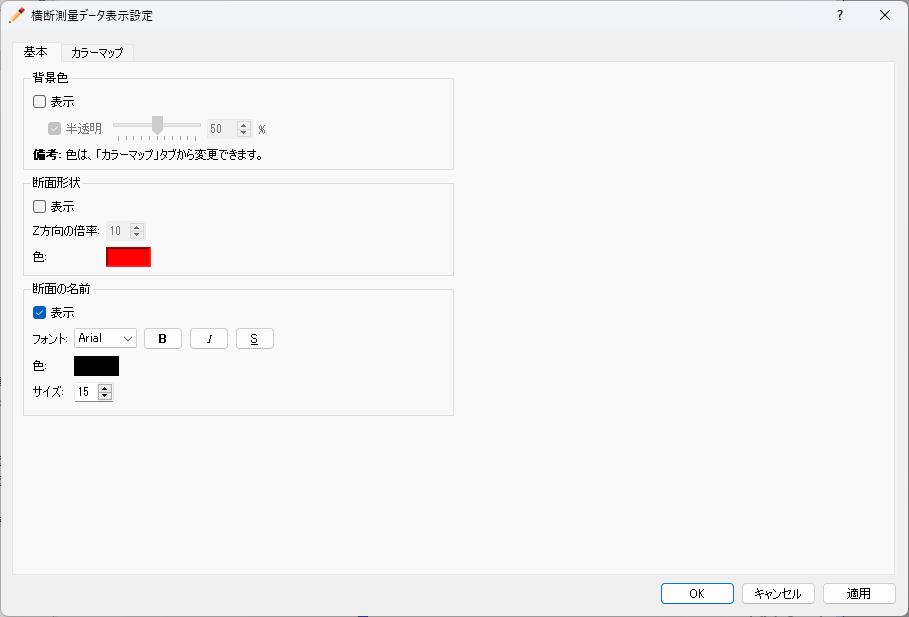 横断測量データ表示設定
?
基本 カラーマップ
背景色
表示
半透明 50 %
備考: 色は、「カラーマップ」タブから変更できます。
断面形状
表示
Z方向の倍率: 10
色:
断面の名前
表示
フォント: Arial B I S
色:
サイズ: 15
OK キャンセル 適用